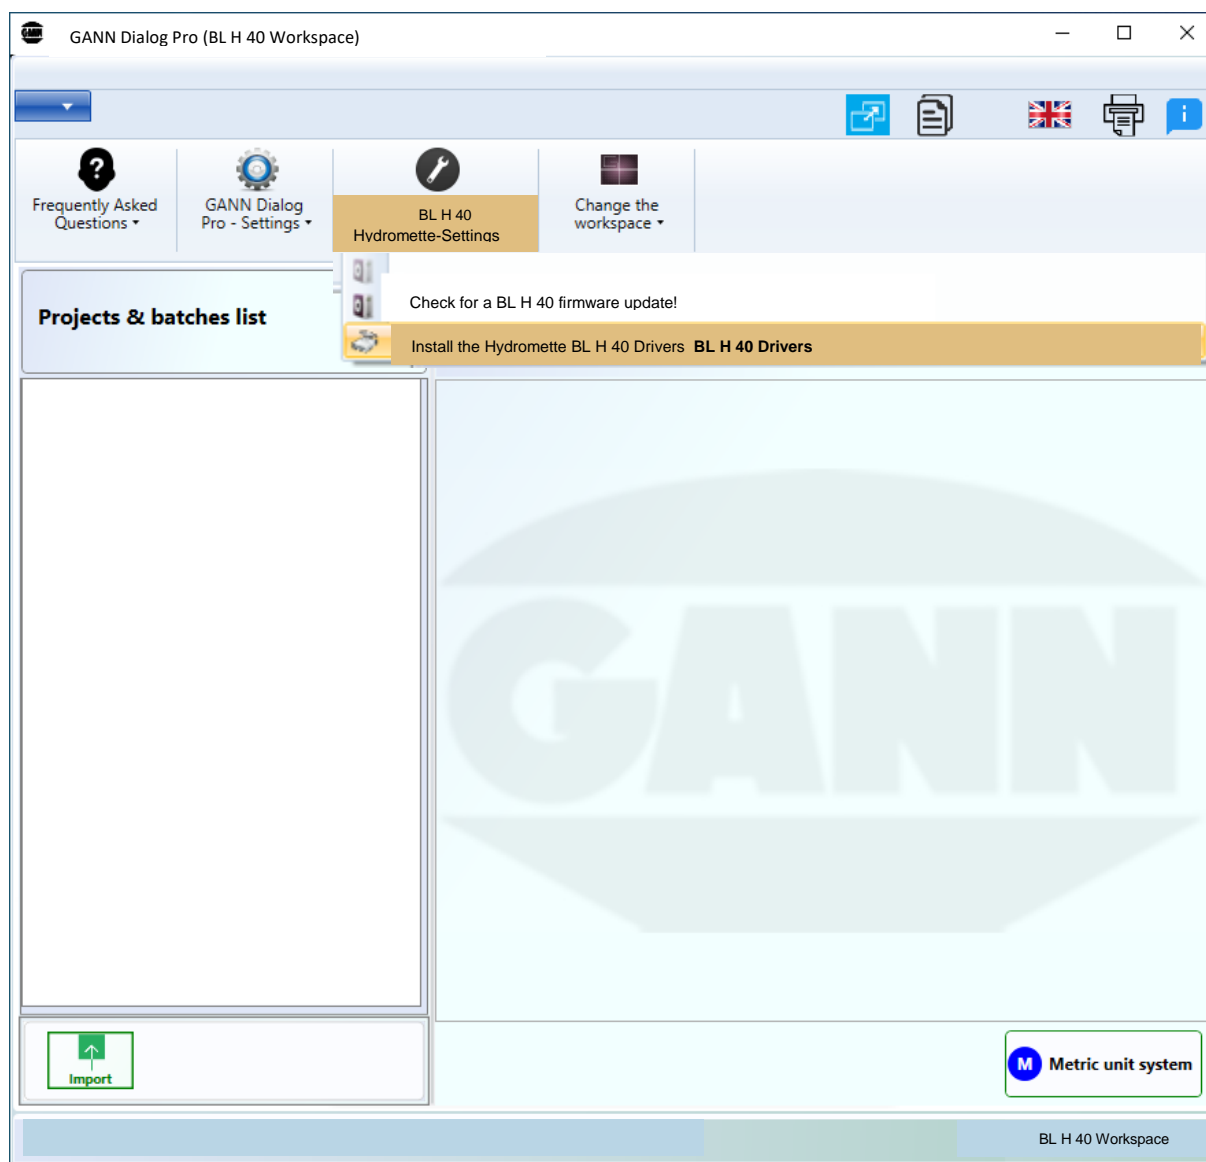 GANN Dialog Pro (BL H 40 Workspace)
Frequently Asked
Questions
GANN Dialog
Pro - Settings
BL H 40
Hydromette-Settings
Change the
workspace
Check for a BL H 40 firmware update!
Install the Hydromette BL H 40 Drivers BL H 40 Drivers
Projects & batches list
GANN
Import
M Metric unit system
BL H 40 Workspace